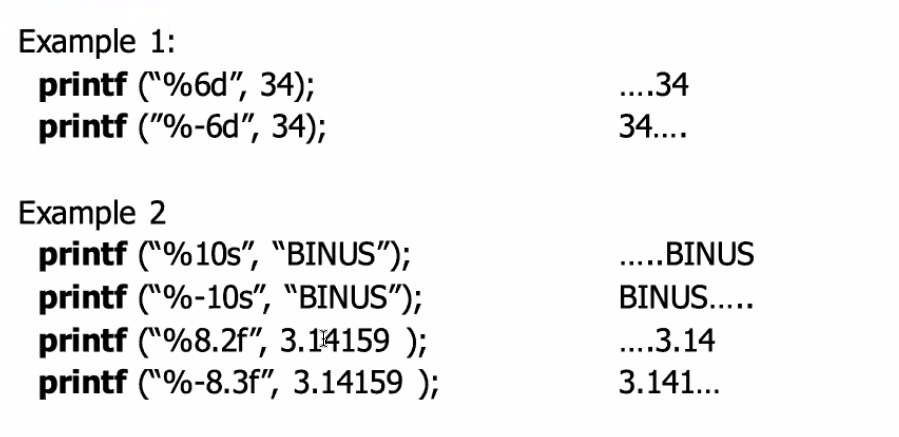 Example 1:
printf (“%6d”, 34); ....34
printf (”%-6d”, 34); 34....
Example 2
printf (“%10s”, “BINUS”); .....BINUS
printf (“%-10s”, “BINUS”); BINUS.....
printf (“%8.2f”, 3.14159 ); ....3.14
printf (“%-8.3f”, 3.14159 ); 3.141...